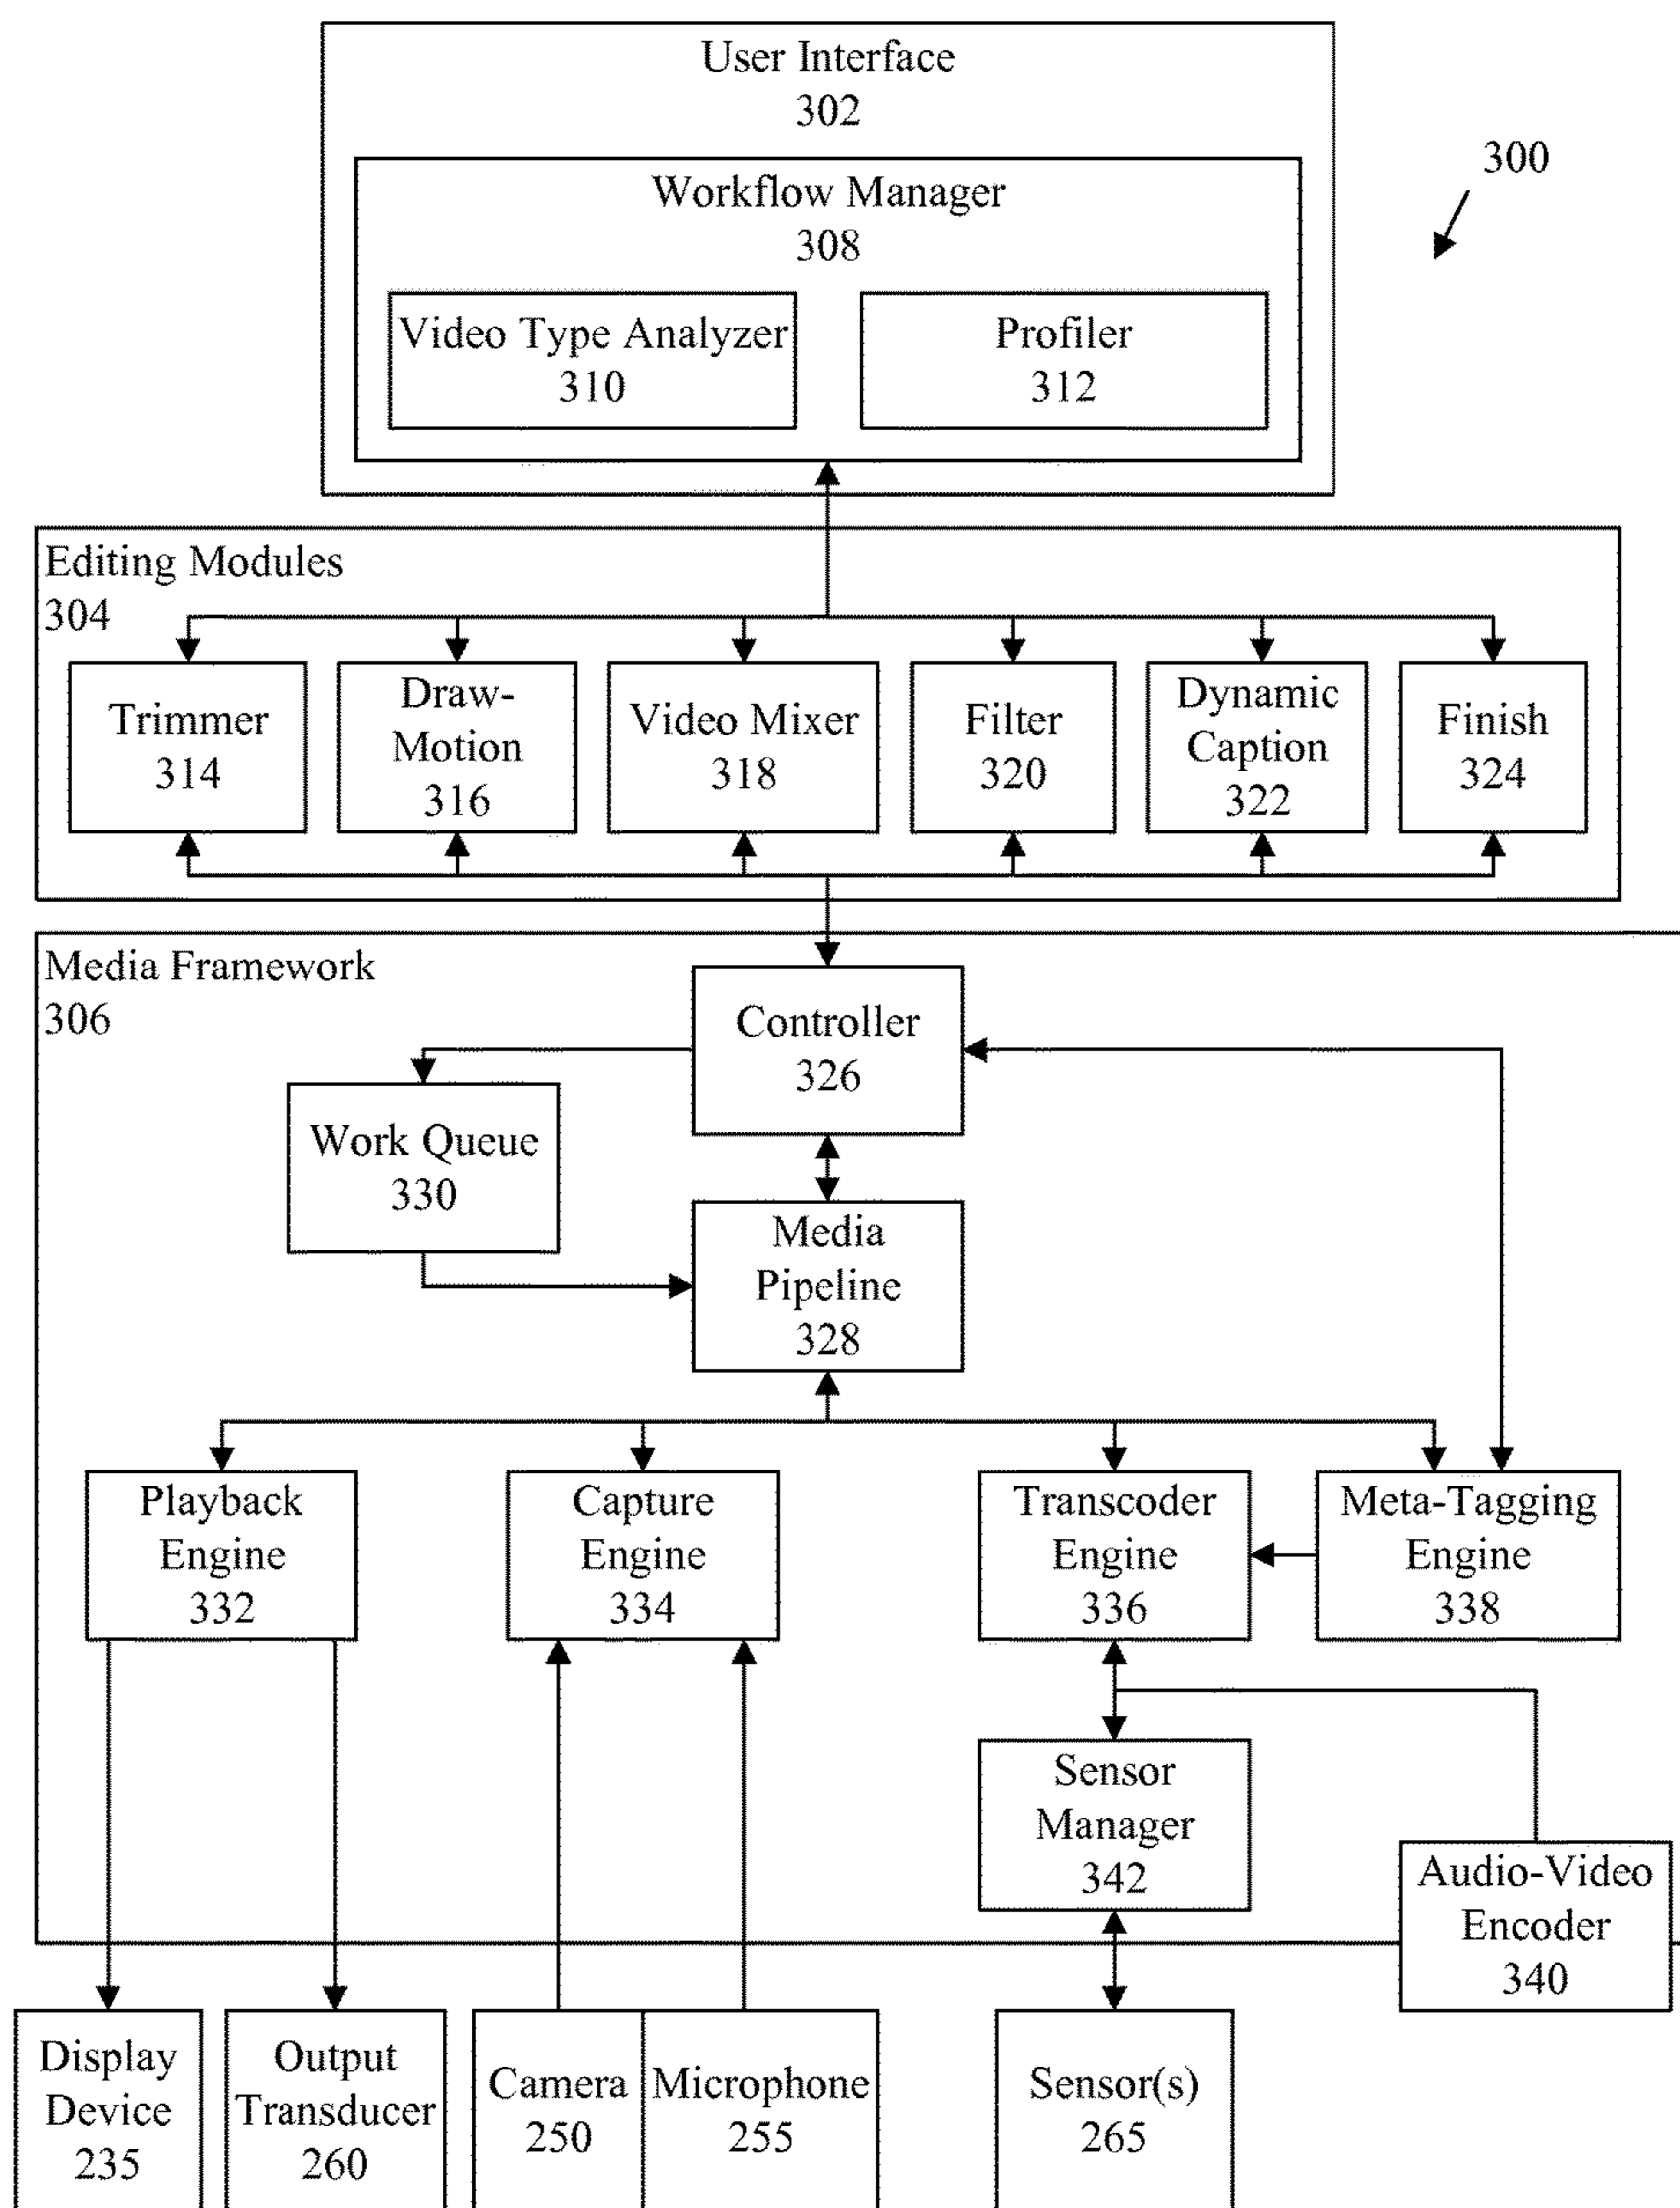 User Interface
302
300
Workflow Manager
308
Video Type Analyzer
310
Profiler
312
Editing Modules
304
Trimmer
314
Draw-
Motion
316
Video Mixer
318
Filter
320
Dynamic
Caption
322
Finish
324
Media Framework
306
Controller
326
Work Queue
330
Media
Pipeline
328
Playback
Engine
332
Capture
Engine
334
Transcoder
Engine
336
Meta-Tagging
Engine
338
Sensor
Manager
342
Audio-Video
Encoder
340
Display
Device
235
Output
Transducer
260
Camera
250
Microphone
255
Sensor(s)
265